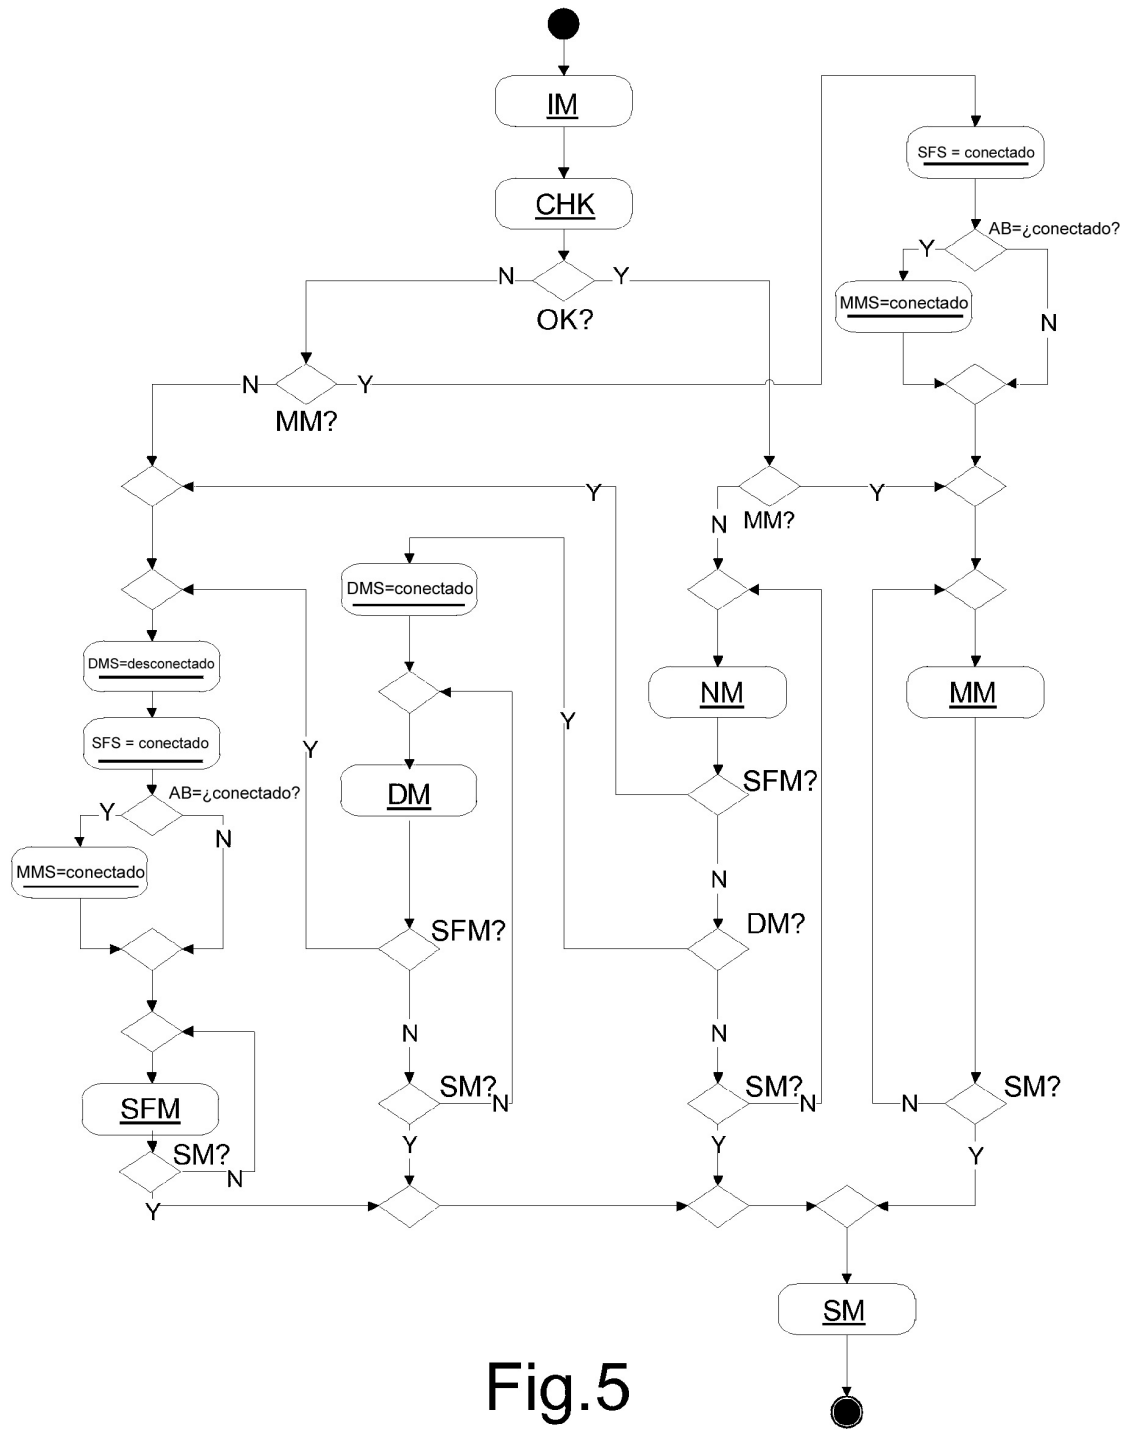 IM
SFS = conectado
CHK
AB=¿conectado?
Y
N
Y
MMS=conectado
OK?
N
N
Y
MM?
Y
Y
MM?
N
DMS=conectado
DMS=desconectado
NM
MM
Y
SFS = conectado
Y
SFM?
AB=¿conectado?
DM
Y
N
MMS=conectado
N
DM?
SFM?
N
N
SM?
SM?
SM?
N
N
N
SFM
Y
Y
SM?
Y
N
Y
SM
Fig.5